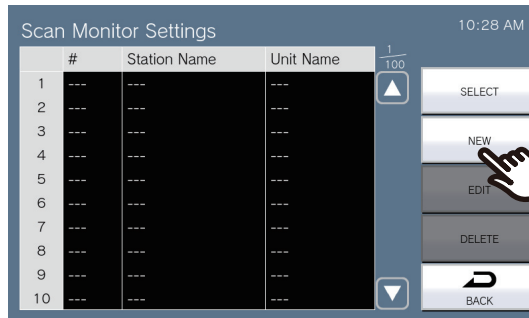 Scan Monitor Settings
10:28 AM
# Station Name Unit Name
1
100
1 --- --- ---
2 --- --- ---
3 --- --- ---
4 --- --- ---
5 --- --- ---
6 --- --- ---
7 --- --- ---
8 --- --- ---
9 --- --- ---
10 --- --- ---
SELECT
NEW
EDIT
DELETE
BACK